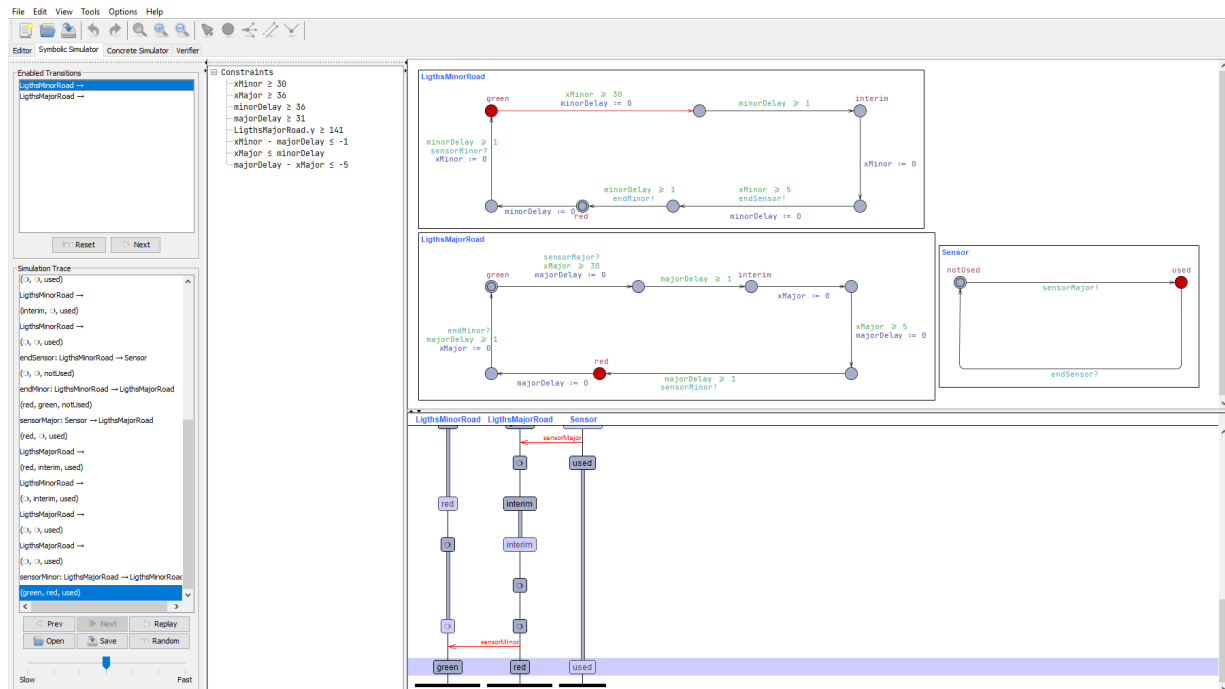 File Edit View Tools Options Help
Editor Symbolic Simulator Concrete Simulator Verifier
Enabled Transitions
LigthsMinorRoad →
LigthsMajorRoad →
Reset Next
Simulation Trace
(❍, ❍, used)
LigthsMinorRoad →
(interim, ❍, used)
LigthsMinorRoad →
(❍, ❍, used)
endSensor: LigthsMinorRoad → Sensor
(❍, ❍, notUsed)
endMinor: LigthsMinorRoad → LigthsMajorRoad
(red, green, notUsed)
sensorMajor: Sensor → LigthsMajorRoad
(red, ❍, used)
LigthsMajorRoad →
(red, interim, used)
LigthsMinorRoad →
(❍, interim, used)
LigthsMajorRoad →
(❍, ❍, used)
LigthsMajorRoad →
(❍, ❍, used)
sensorMinor: LigthsMajorRoad → LigthsMinorRoad
(green, red, used)
Prev Next Replay
Open Save Random
Slow Fast
Constraints
xMinor ≥ 30
xMajor ≥ 36
minorDelay ≥ 36
majorDelay ≥ 31
LigthsMajorRoad.y ≥ 141
xMinor - majorDelay ≤ -1
xMajor ≤ minorDelay
majorDelay - xMajor ≤ -5
LigthsMinorRoad
green
xMinor ≥ 30
minorDelay := 0
minorDelay ≥ 1
interim
minorDelay ≥ 1
sensorMinor?
xMinor := 0
xMinor := 0
minorDelay := 0
red
minorDelay ≥ 1
endMinor!
xMinor ≥ 5
endSensor!
minorDelay := 0
LigthsMajorRoad
green
sensorMajor?
xMajor ≥ 30
majorDelay := 0
majorDelay ≥ 1
interim
xMajor := 0
endMinor?
majorDelay ≥ 1
xMajor := 0
xMajor ≥ 5
majorDelay := 0
red
majorDelay := 0
majorDelay ≥ 1
sensorMinor!
Sensor
notUsed
used
sensorMajor!
endSensor?
LigthsMinorRoad LigthsMajorRoad Sensor
sensorMajor
❍ used
red interim
❍ interim
❍
❍ ❍
sensorMinor
green red used